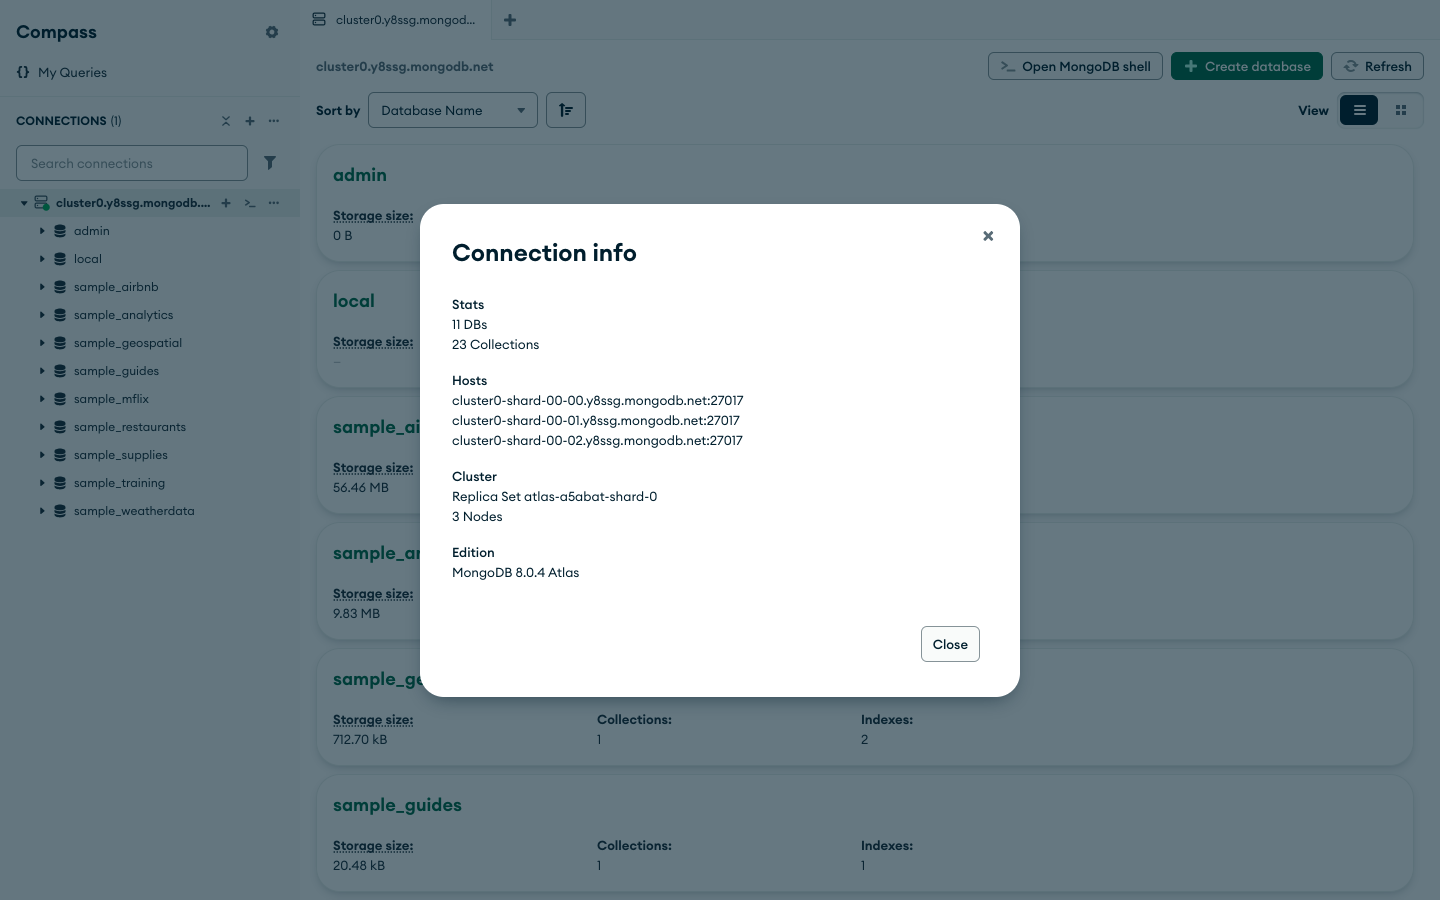 Compass
My Queries
CONNECTIONS (1)
Search connections
cluster0.y8ssg.mongodb....
admin
local
sample_airbnb
sample_analytics
sample_geospatial
sample_guides
sample_mflix
sample_restaurants
sample_supplies
sample_training
sample_weatherdata
cluster0.y8ssg.mongod...
cluster0.y8ssg.mongodb.net
Open MongoDB shell
Create database
Refresh
Sort by
Database Name
View
admin
Storage size:
0 B
local
Storage size:
–
sample_ai
Storage size:
56.46 MB
sample_an
Storage size:
9.83 MB
sample_ge
Storage size: Collections: Indexes:
712.70 kB 1 2
sample_guides
Storage size: Collections: Indexes:
20.48 kB 1 1
Connection info
Stats
11 DBs
23 Collections
Hosts
cluster0-shard-00-00.y8ssg.mongodb.net:27017
cluster0-shard-00-01.y8ssg.mongodb.net:27017
cluster0-shard-00-02.y8ssg.mongodb.net:27017
Cluster
Replica Set atlas-a5abat-shard-0
3 Nodes
Edition
MongoDB 8.0.4 Atlas
Close